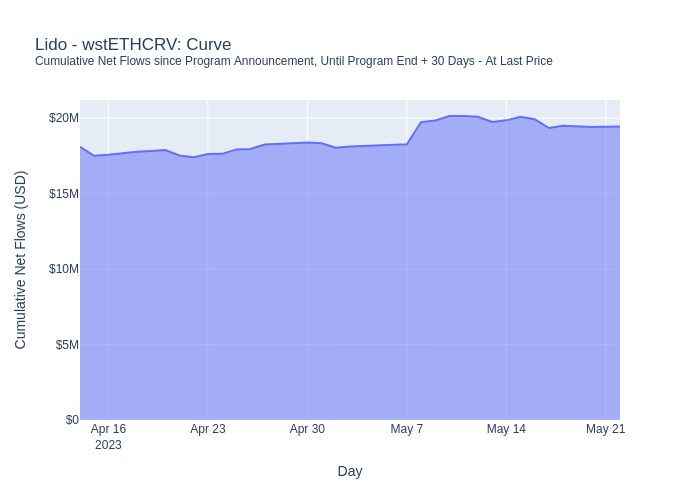 Lido - wstETHCRV: Curve
Cumulative Net Flows since Program Announcement, Until Program End + 30 Days - At Last Price
Cumulative Net Flows (USD)
$20M
$15M
$10M
$5M
$0
Apr 16
2023
Apr 23
Apr 30
May 7
May 14
May 21
Day